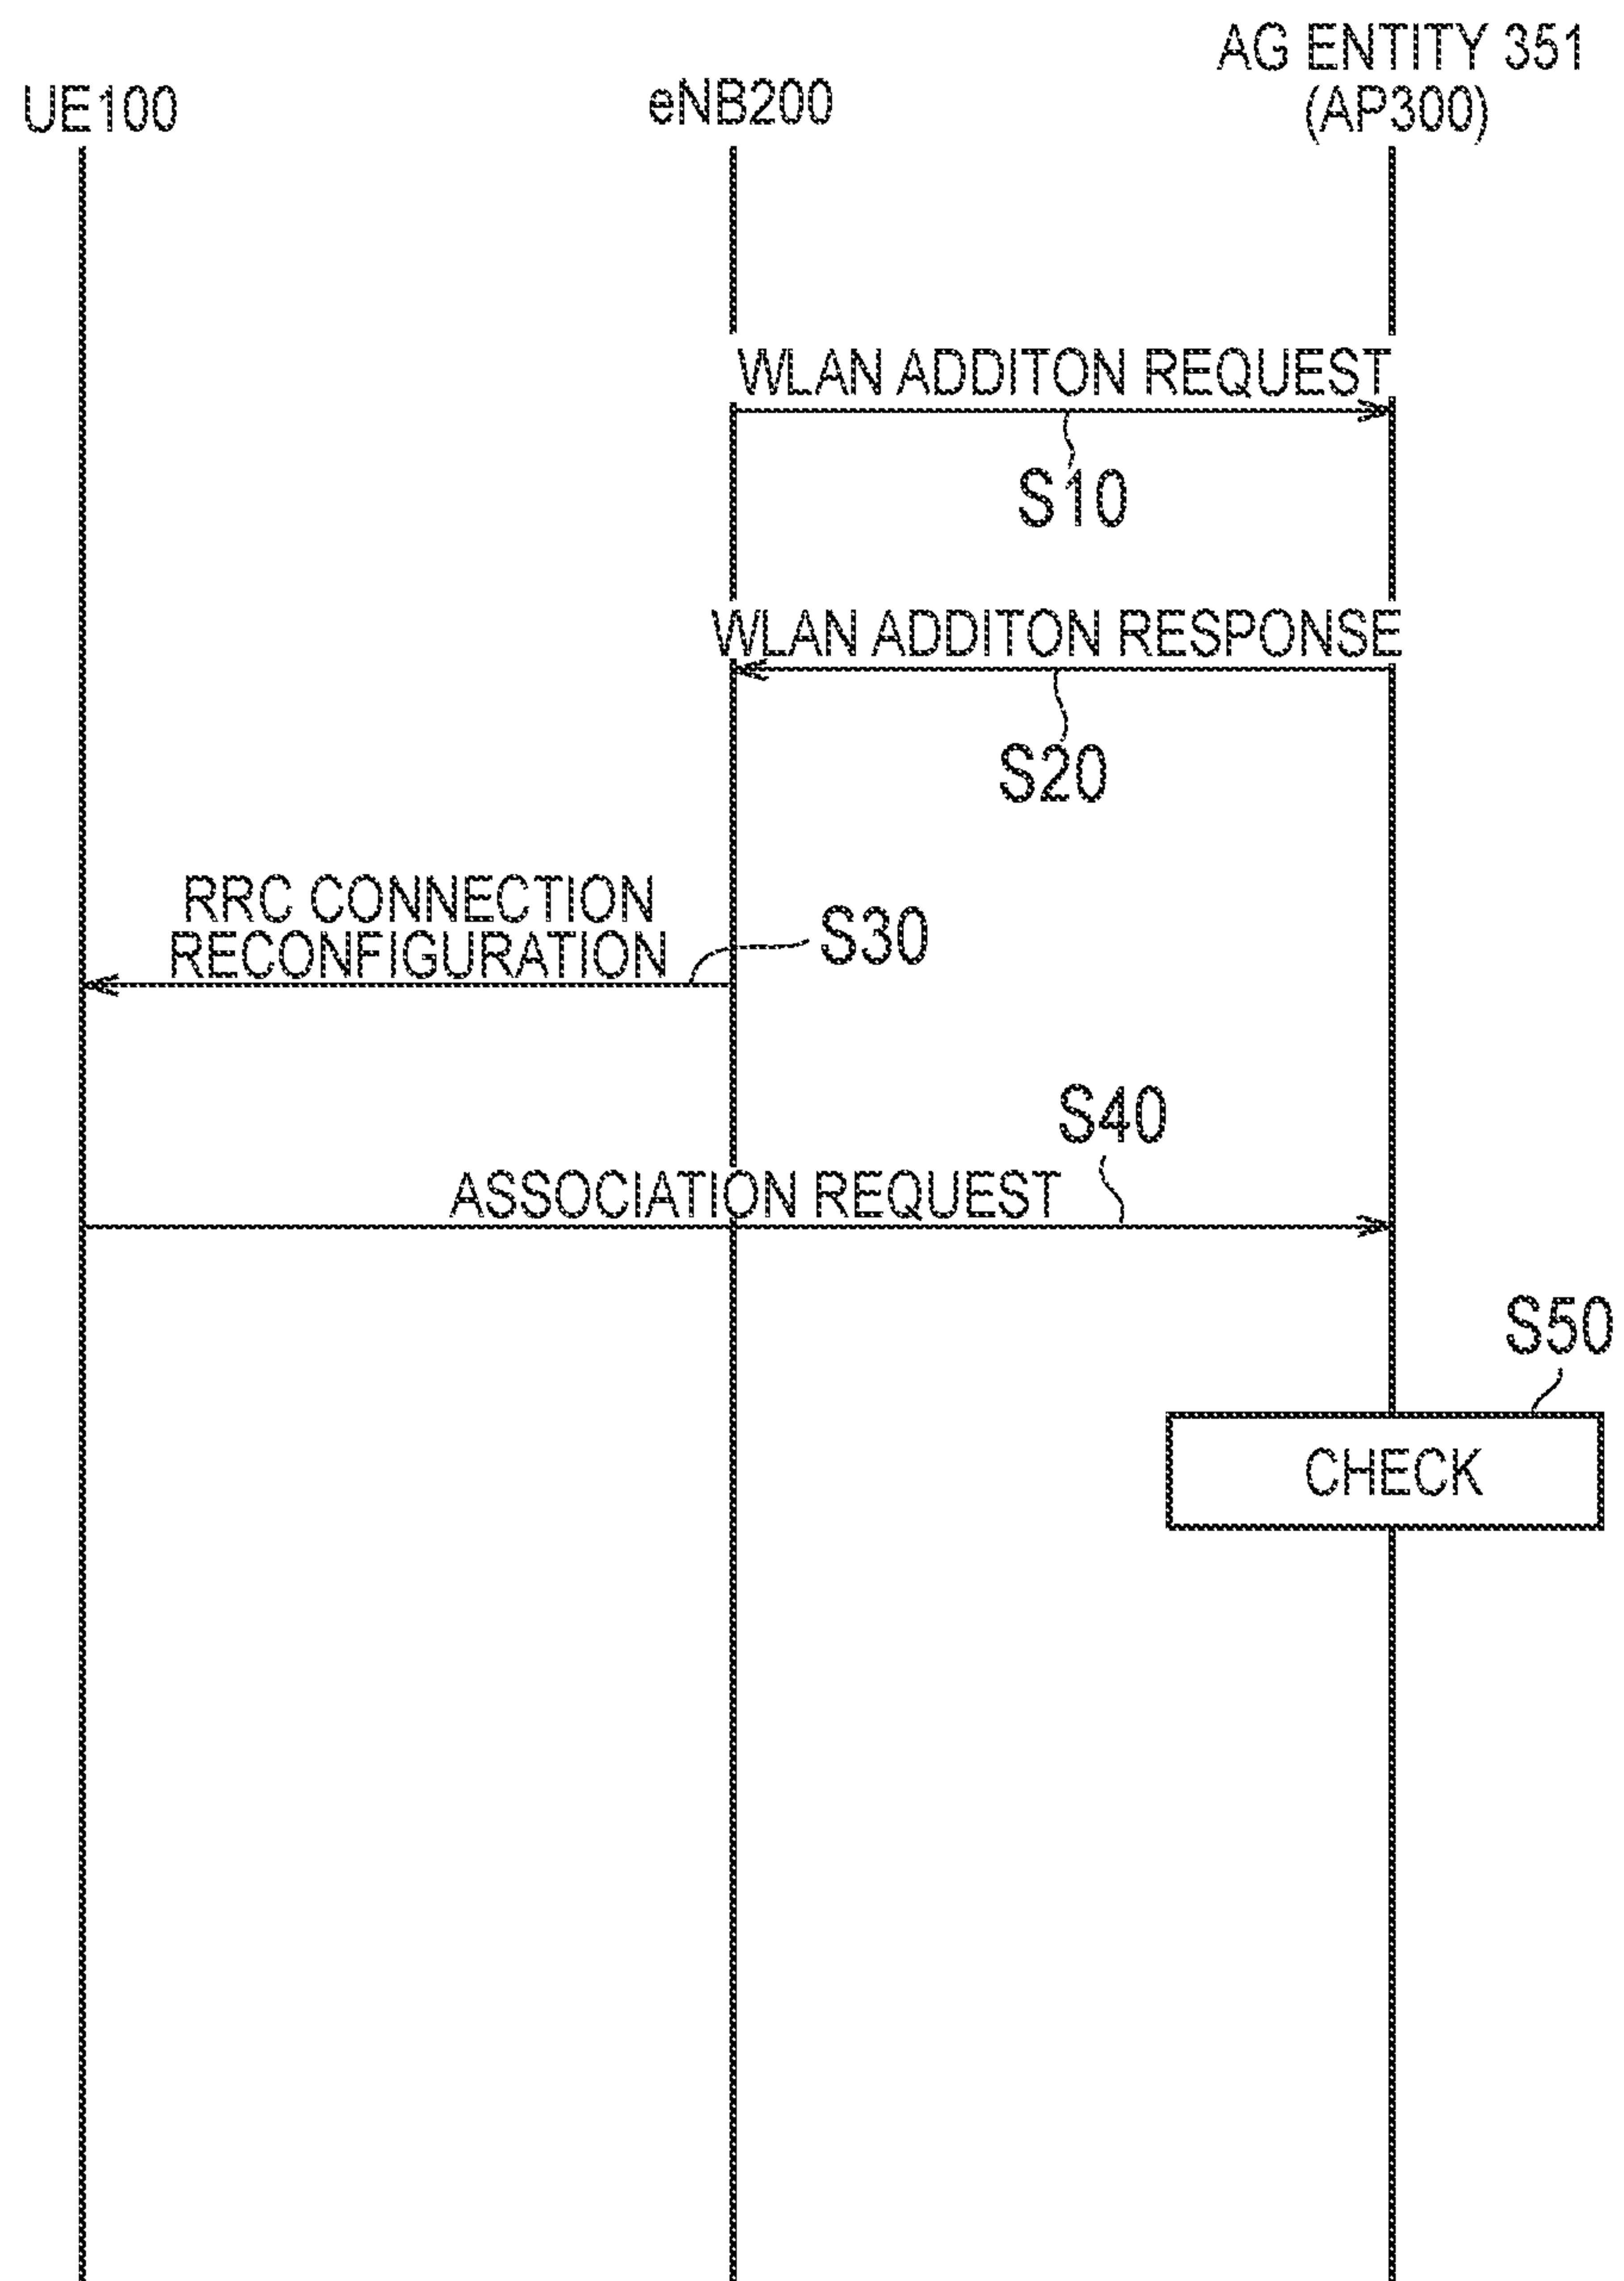 AG ENTITY 351
(AP300)
UE100
eNB200
WLAN ADDITON REQUEST
S10
WLAN ADDITON RESPONSE
S20
RRC CONNECTION
RECONFIGURATION
S30
S40
ASSOCIATION REQUEST
S50
CHECK